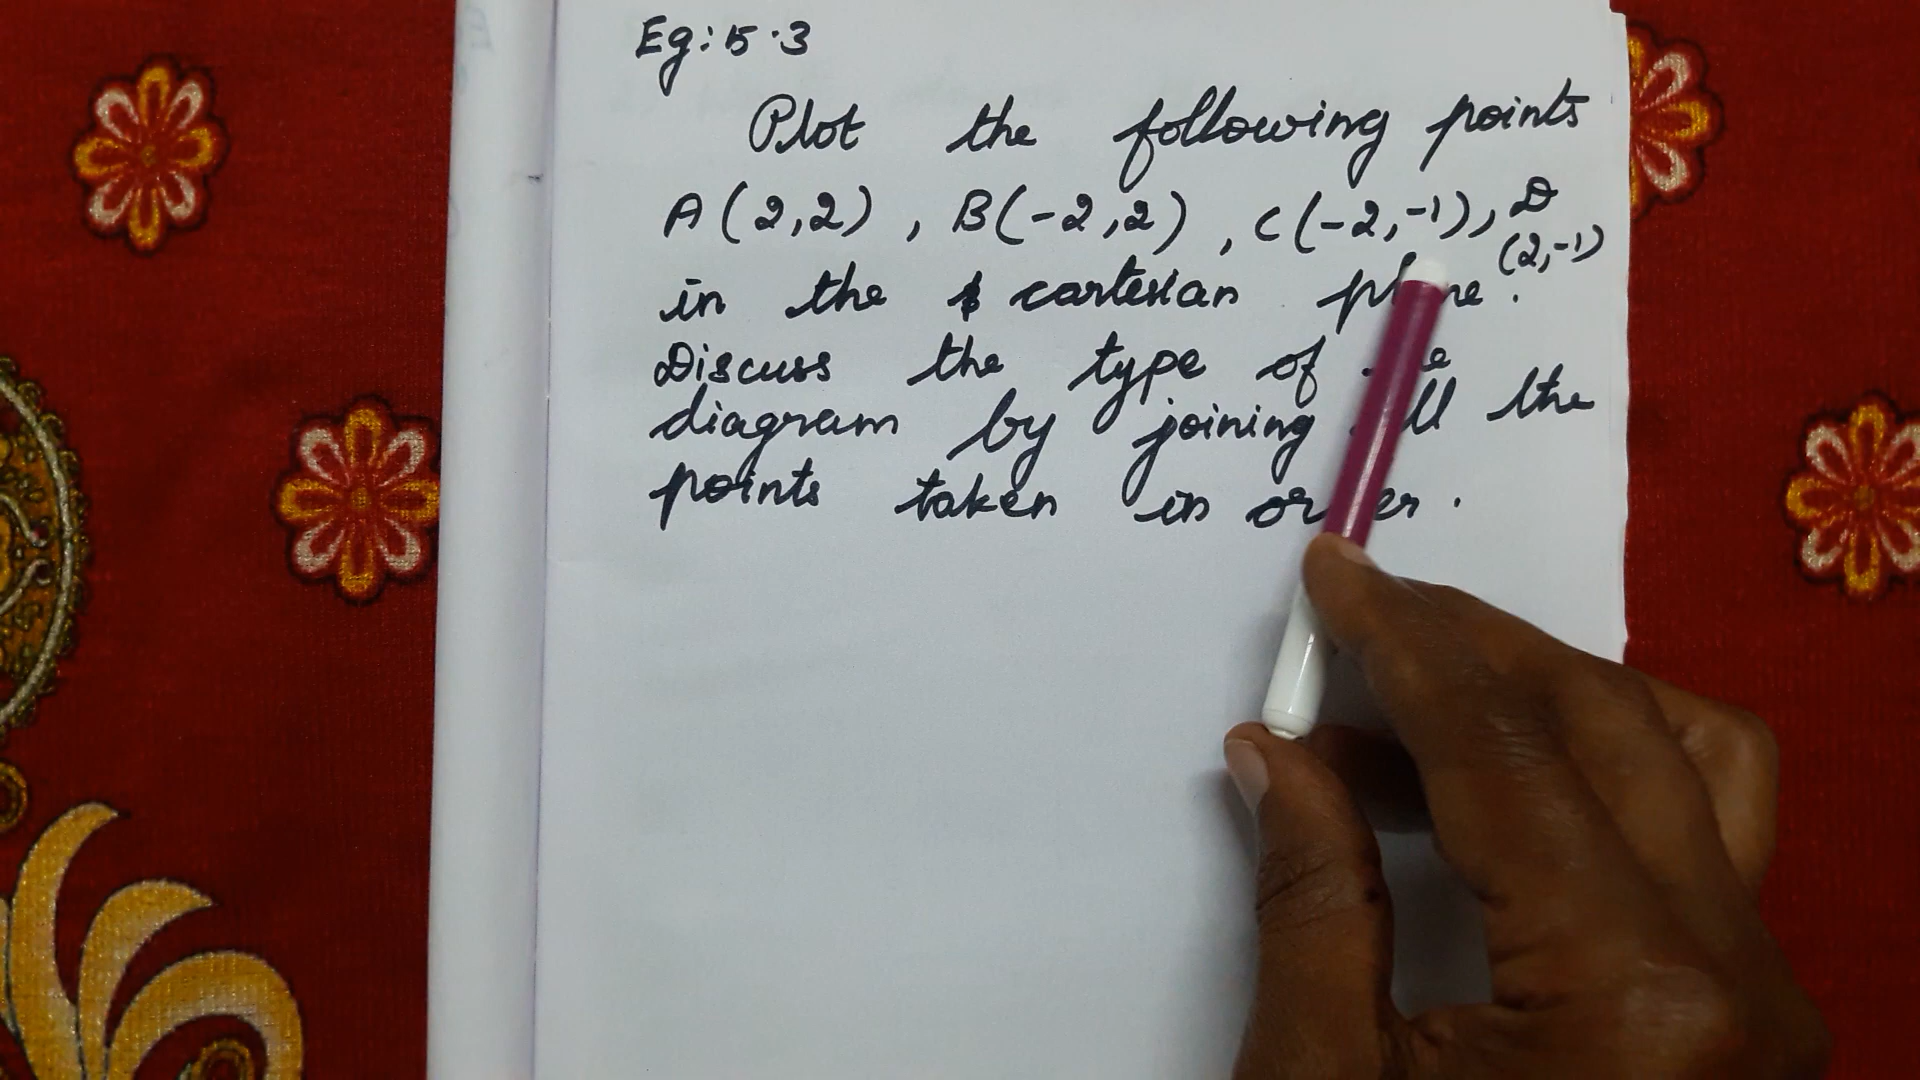 Eg: 5.3
Plot the following points
A(2,2), B(-2,2), C(-2,-1), D
(2,-1)
in the cartesian
Discuss the type of
diagram by joining the
points taken in